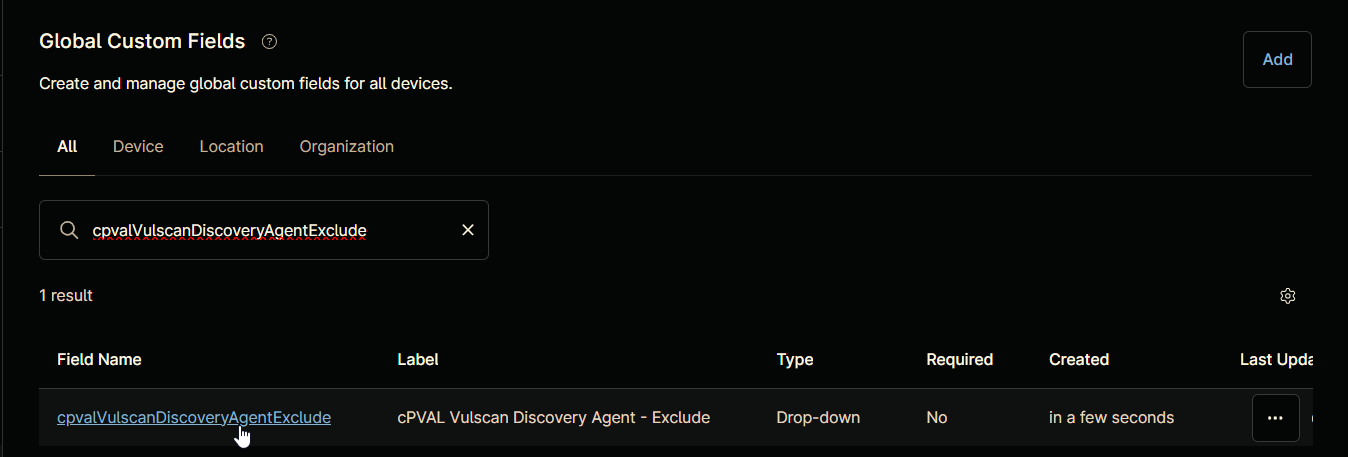 Global Custom Fields ?
Add
Create and manage global custom fields for all devices.
All Device Location Organization
cpvalVulscanDiscoveryAgentExclude
1 result
Field Name Label Type Required Created Last Upda
cpvalVulscanDiscoveryAgentExclude cPVAL Vulscan Discovery Agent - Exclude Drop-down No in a few seconds